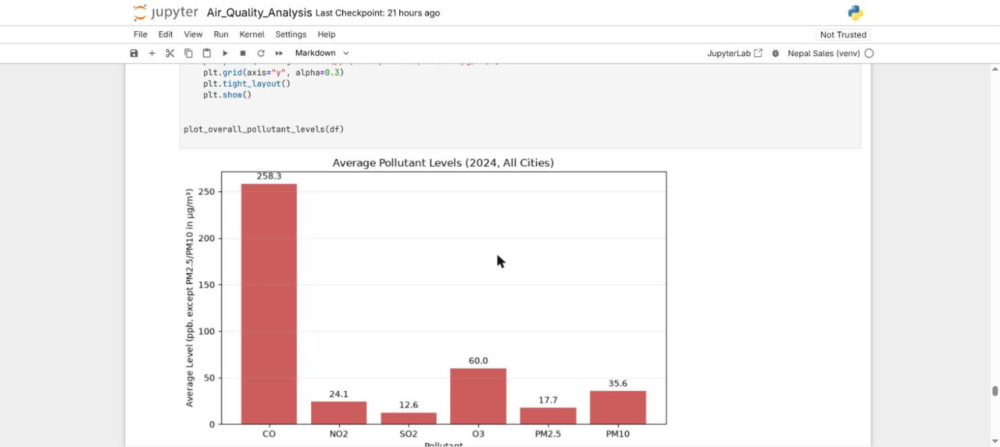 jupyter Air_Quality_Analysis Last Checkpoint: 21 hours ago
File Edit View Run Kernel Settings Help Not Trusted
Markdown JupyterLab Nepal Sales (venv)
plt.grid(axis="y", alpha=0.3)
plt.tight_layout()
plt.show()
plot_overall_pollutant_levels(df)
Average Pollutant Levels (2024, All Cities)
Average Level (ppb, except PM2.5/PM10 in µg/m³)
258.3
250
200
150
100
60.0
50
35.6
24.1
17.7
12.6
0
CO NO2 SO2 O3 PM2.5 PM10
Pollutant